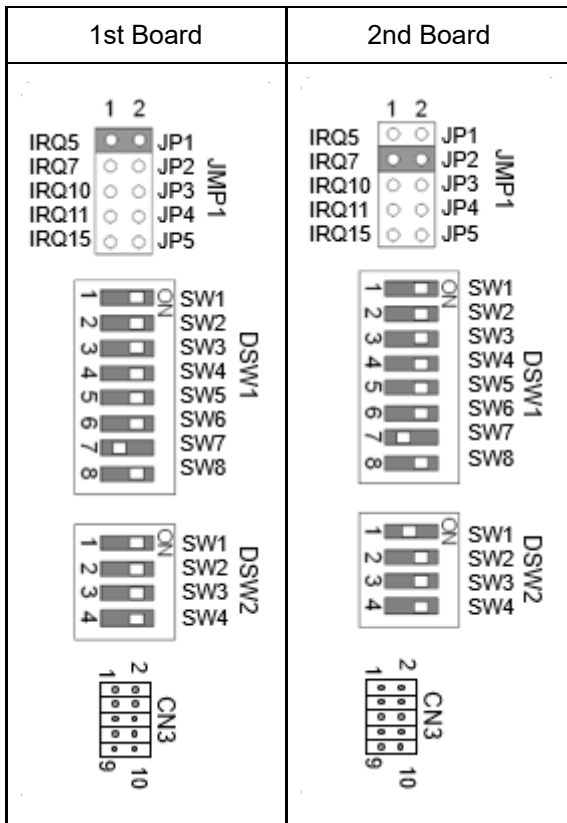 1st Board
1 2
IRQ5 JP1
IRQ7 JP2
IRQ10 JP3
IRQ11 JP4
IRQ15 JP5
JMP1
1 ON SW1
2 SW2
3 SW3
4 SW4
5 SW5
6 SW6
7 SW7
8 SW8
DSW1
1 ON SW1
2 SW2
3 SW3
4 SW4
DSW2
1 2
CN3
9 10
2nd Board
1 2
IRQ5 JP1
IRQ7 JP2
IRQ10 JP3
IRQ11 JP4
IRQ15 JP5
JMP1
1 ON SW1
2 SW2
3 SW3
4 SW4
5 SW5
6 SW6
7 SW7
8 SW8
DSW1
1 ON SW1
2 SW2
3 SW3
4 SW4
DSW2
1 2
CN3
9 10